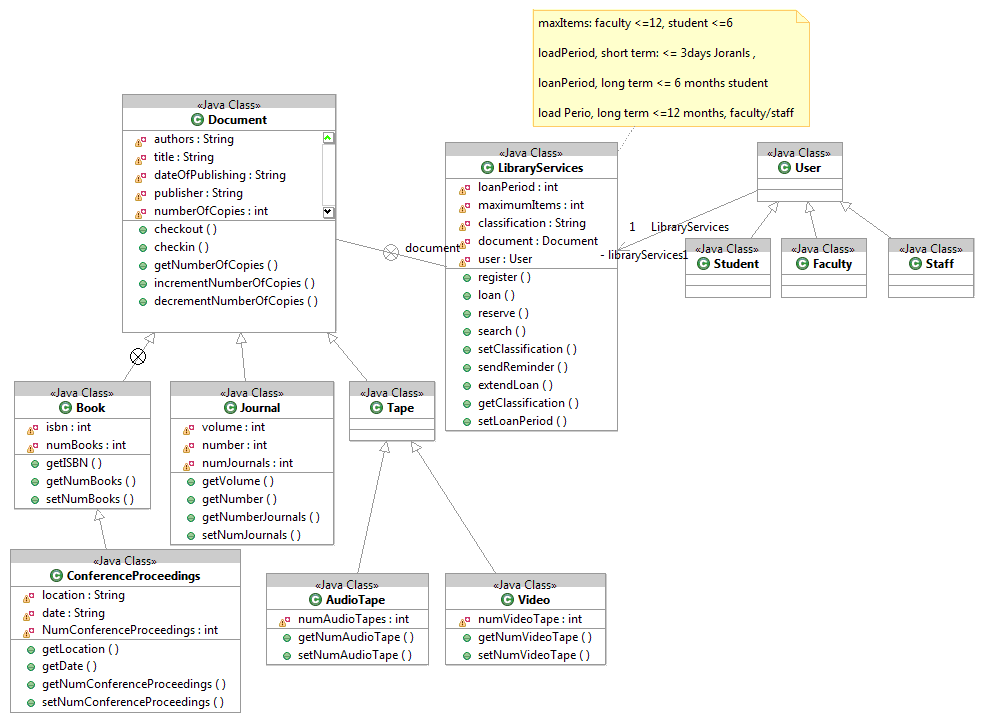 maxItems: faculty <=12, student <=6
loadPeriod, short term: <= 3days Joranls ,
loanPeriod, long term <= 6 months student
load Perio, long term <=12 months, faculty/staff
«Java Class»
Document
authors : String
title : String
dateOfPublishing : String
publisher : String
numberOfCopies : int
checkout ( )
checkin ( )
getNumberOfCopies ( )
incrementNumberOfCopies ( )
decrementNumberOfCopies ( )
«Java Class»
LibraryServices
loanPeriod : int
maximumItems : int
classification : String
document : Document
user : User
register ( )
loan ( )
reserve ( )
search ( )
setClassification ( )
sendReminder ( )
extendLoan ( )
getClassification ( )
setLoanPeriod ( )
document
«Java Class»
User
1 LibraryServices
- libraryServices1
«Java Class»
Student
«Java Class»
Faculty
«Java Class»
Staff
«Java Class»
Book
isbn : int
numBooks : int
getISBN ( )
getNumBooks ( )
setNumBooks ( )
«Java Class»
Journal
volume : int
number : int
numJournals : int
getVolume ( )
getNumber ( )
getNumberJournals ( )
setNumJournals ( )
«Java Class»
Tape
«Java Class»
ConferenceProceedings
location : String
date : String
NumConferenceProceedings : int
getLocation ( )
getDate ( )
getNumConferenceProceedings ( )
setNumConferenceProceedings ( )
«Java Class»
AudioTape
numAudioTapes : int
getNumAudioTape ( )
setNumAudioTape ( )
«Java Class»
Video
numVideoTape : int
getNumVideoTape ( )
setNumVideoTape ( )